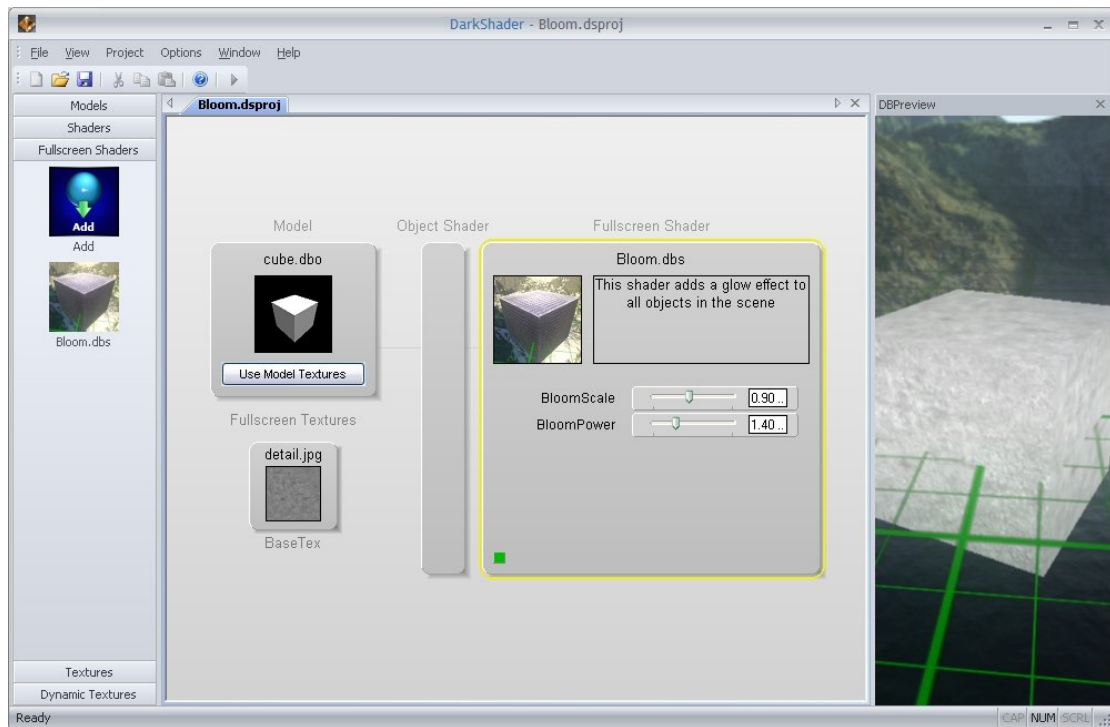 DarkShader - Bloom.dsproj
File View Project Options Window Help
Models
Shaders
Fullscreen Shaders
Add
Add
Bloom.dbs
Textures
Dynamic Textures
Bloom.dsproj
Model
Object Shader
Fullscreen Shader
cube.dbo
Use Model Textures
Fullscreen Textures
detail.jpg
BaseTex
Bloom.dbs
This shader adds a glow effect to
all objects in the scene
BloomScale 0.90..
BloomPower 1.40..
DBPreview
Ready
CAP NUM SCRL